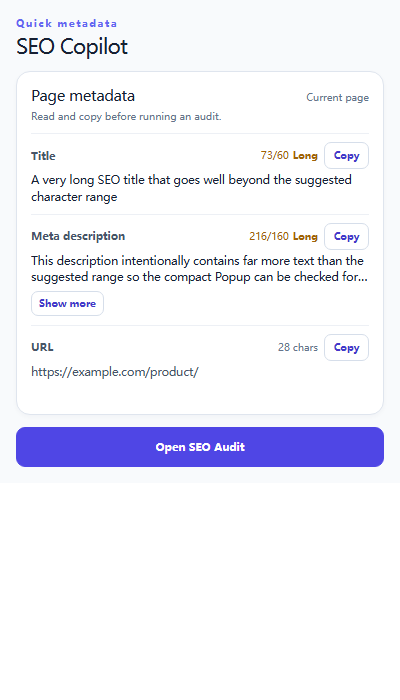 Quick metadata
SEO Copilot
Page metadata
Current page
Read and copy before running an audit.
Title
73/60 Long
Copy
A very long SEO title that goes well beyond the suggested
character range
Meta description
216/160 Long
Copy
This description intentionally contains far more text than the
suggested range so the compact Popup can be checked for...
Show more
URL
28 chars
Copy
https://example.com/product/
Open SEO Audit